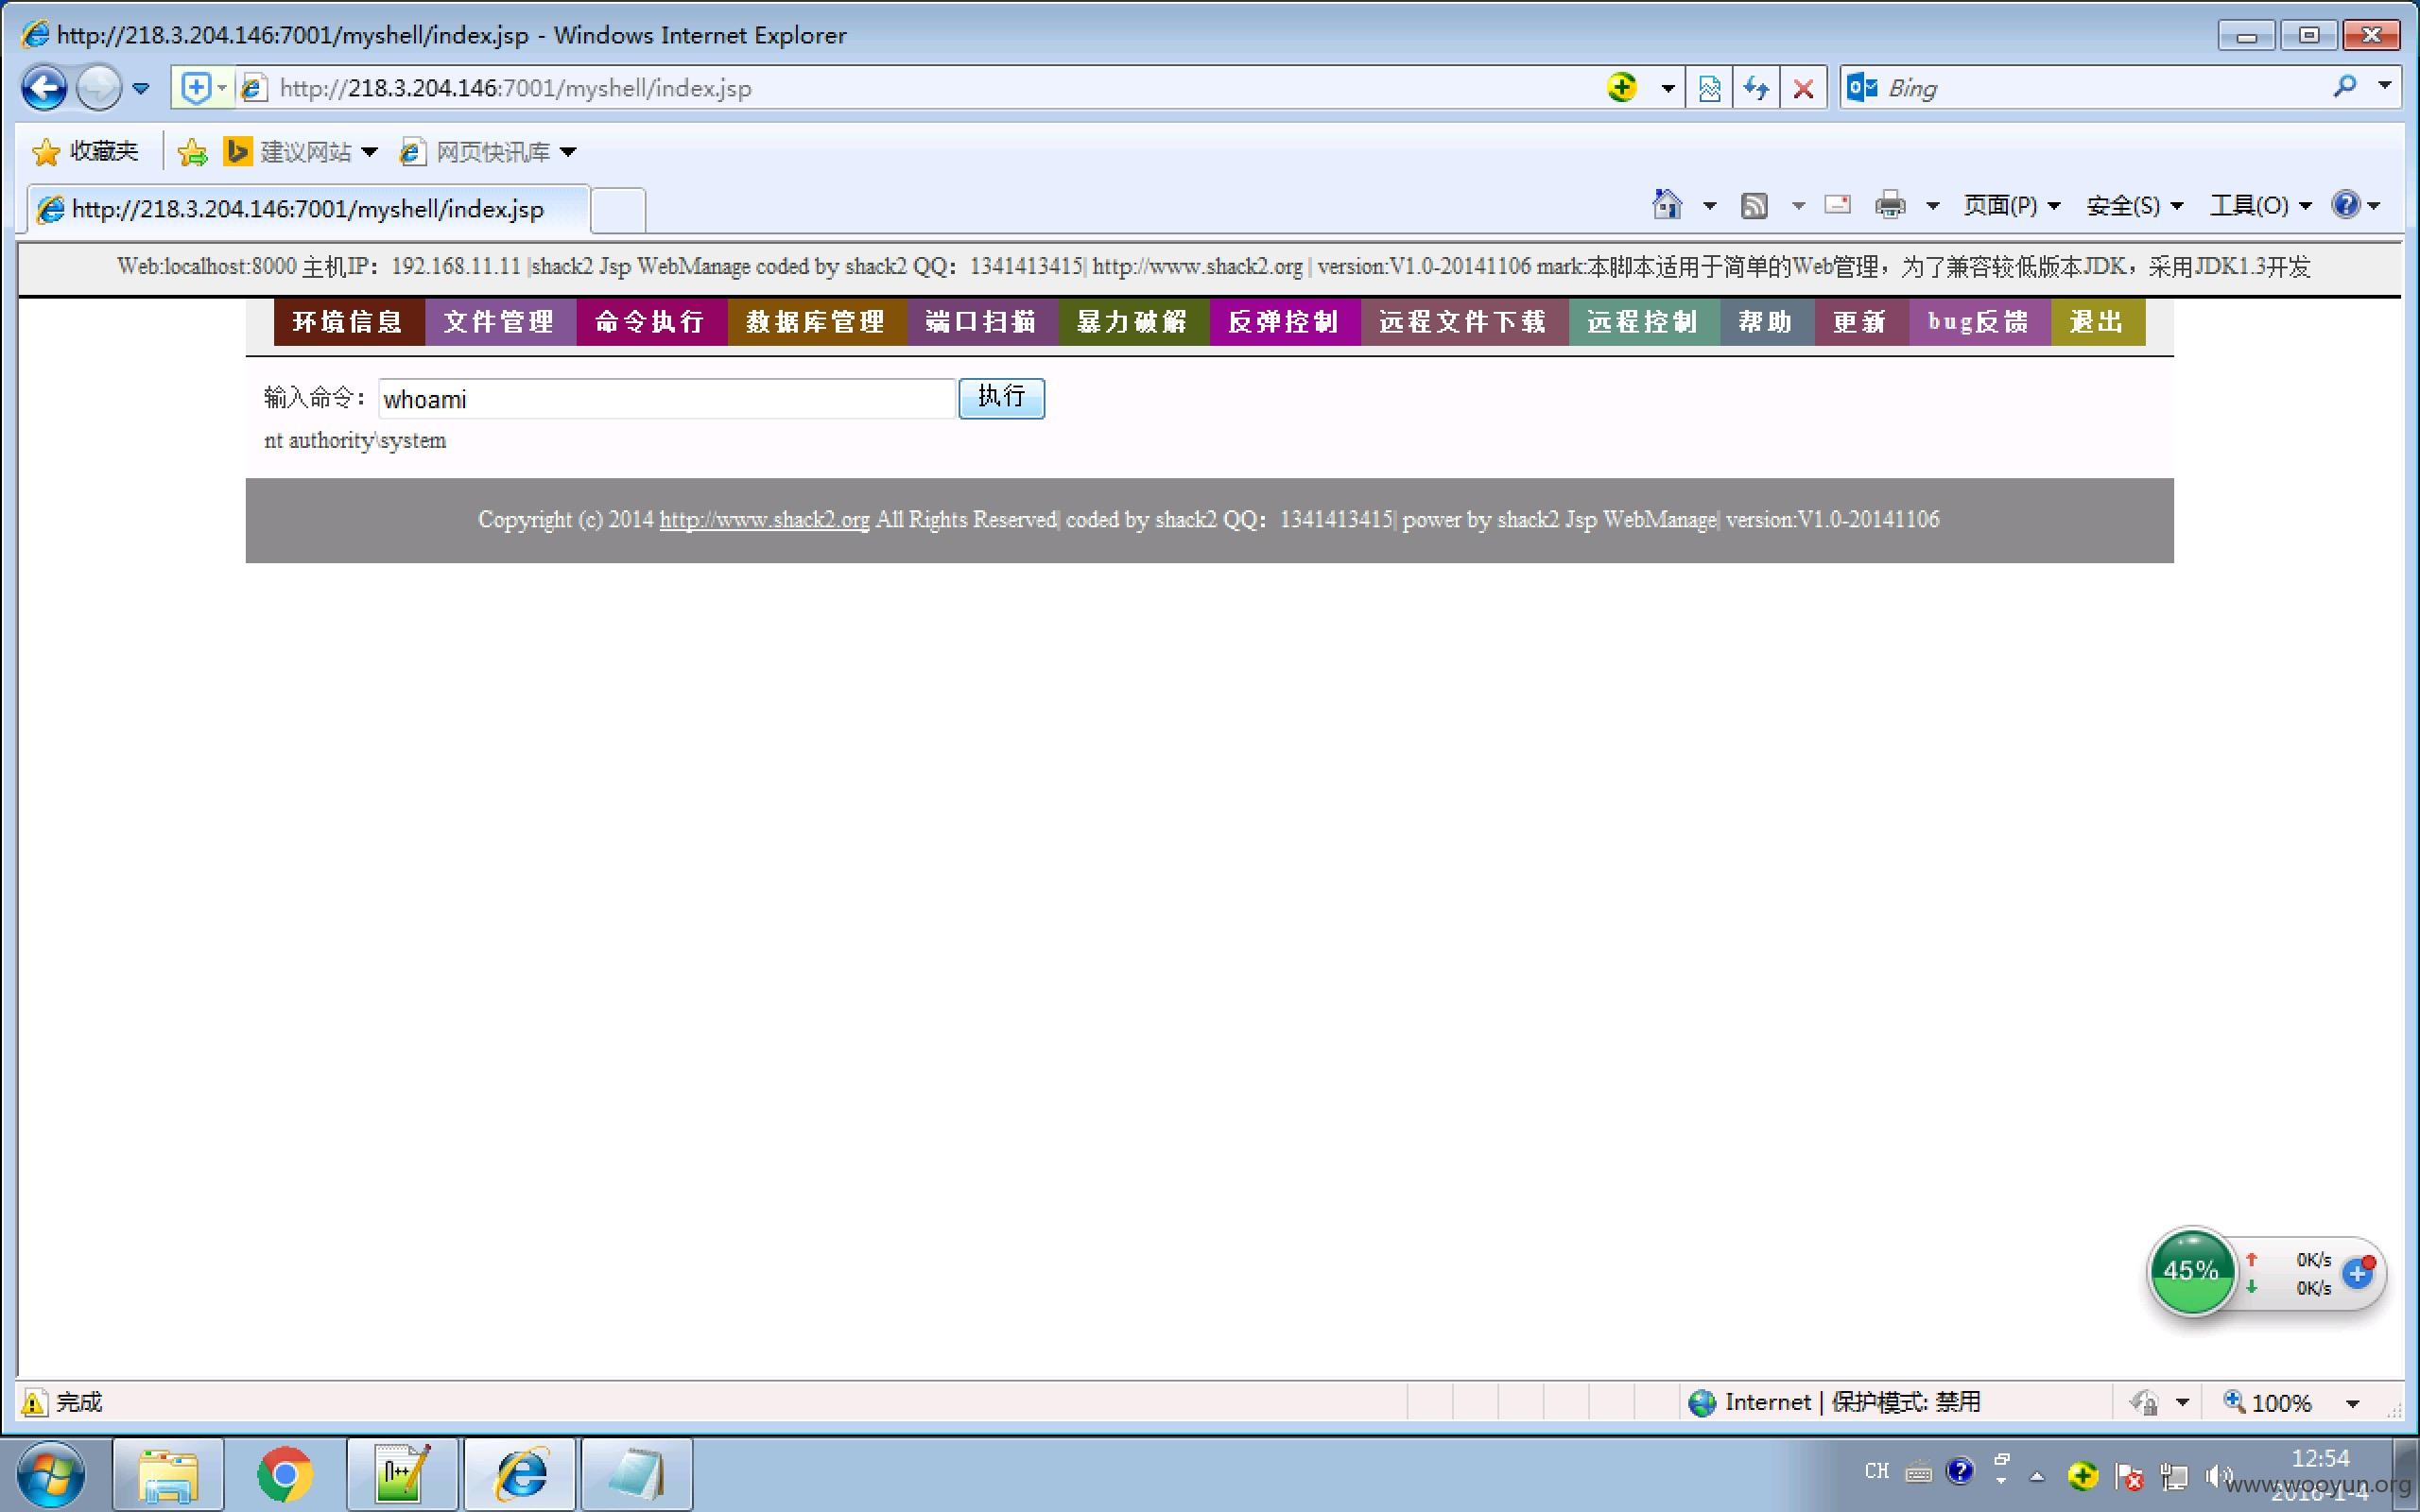 http://218.3.204.146:7001/myshell/index.jsp - Windows Internet Explorer
http://218.3.204.146:7001/myshell/index.jsp
Bing
收藏夹 建议网站 网页快讯库
http://218.3.204.146:7001/myshell/index.jsp
页面(P) 安全(S) 工具(O)
Web:localhost:8000 主机IP：192.168.11.11 |shack2 Jsp WebManage coded by shack2 QQ：1341413415| http://www.shack2.org | version:V1.0-20141106 mark:本脚本适用于简单的Web管理，为了兼容较低版本JDK，采用JDK1.3开发
环境信息 文件管理 命令执行 数据库管理 端口扫描 暴力破解 反弹控制 远程文件下载 远程控制 帮助 更新 bug反馈 退出
输入命令：whoami 执行
nt authority\system
Copyright (c) 2014 http://www.shack2.org All Rights Reserved| coded by shack2 QQ：1341413415| power by shack2 Jsp WebManage| version:V1.0-20141106
45% 0K/s
0K/s
完成 Internet | 保护模式: 禁用 100%
n++
CH 12:54
www.wooyun.org
2016-1-4